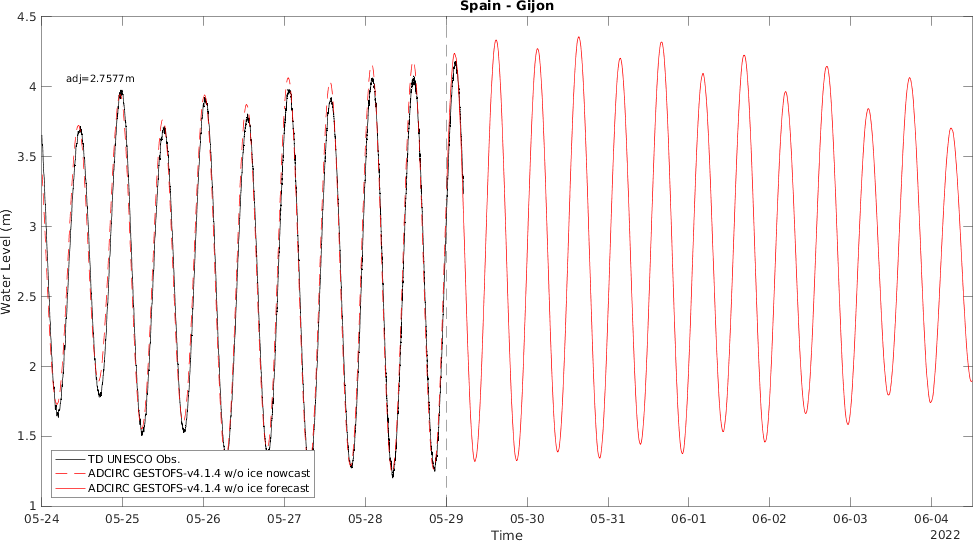 Spain - Gijon
4.5
4
3.5
3
2.5
2
1.5
1
Water Level (m)
adj=2.7577m
TD UNESCO Obs.
ADCIRC GESTOFS-v4.1.4 w/o ice nowcast
ADCIRC GESTOFS-v4.1.4 w/o ice forecast
05-24 05-25 05-26 05-27 05-28 05-29 05-30 05-31 06-01 06-02 06-03 06-04
Time
2022